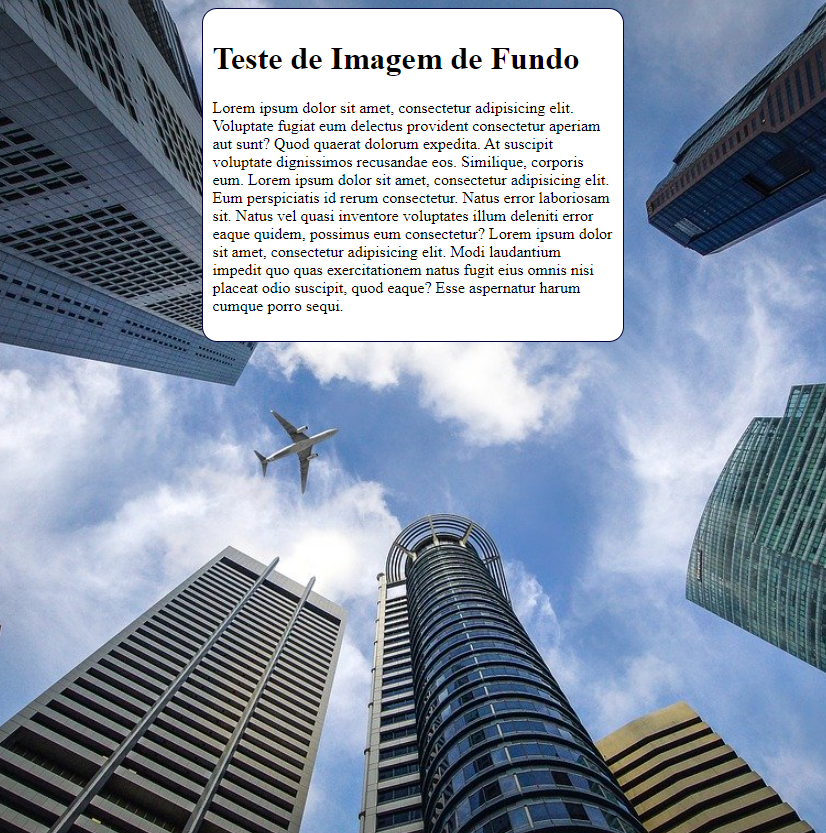 Teste de Imagem de Fundo
Lorem ipsum dolor sit amet, consectetur adipisicing elit.
Voluptate fugiat eum delectus provident consectetur aperiam
aut sunt? Quod quaerat dolorum expedita. At suscipit
voluptate dignissimos recusandae eos. Similique, corporis
eum. Lorem ipsum dolor sit amet, consectetur adipisicing elit.
Eum perspiciatis id rerum consectetur. Natus error laboriosam
sit. Natus vel quasi inventore voluptates illum deleniti error
eaque quidem, possimus eum consectetur? Lorem ipsum dolor
sit amet, consectetur adipisicing elit. Modi laudantium
impedit quo quas exercitationem natus fugit eius omnis nisi
placeat odio suscipit, quod eaque? Esse aspernatur harum
cumque porro sequi.